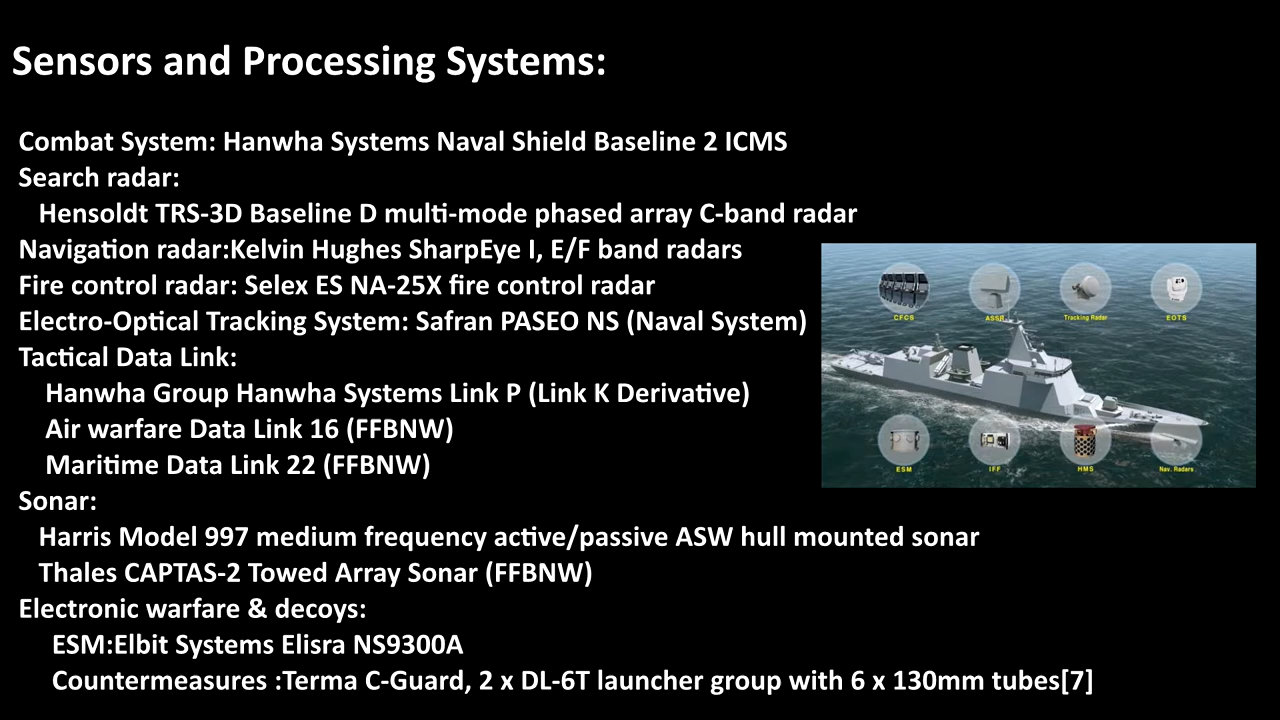 Sensors and Processing Systems:
Combat System: Hanwha Systems Naval Shield Baseline 2 ICMS
Search radar:
Hensoldt TRS-3D Baseline D multi-mode phased array C-band radar
Navigation radar:Kelvin Hughes SharpEye I, E/F band radars
Fire control radar: Selex ES NA-25X fire control radar
Electro-Optical Tracking System: Safran PASEO NS (Naval System)
Tactical Data Link:
Hanwha Group Hanwha Systems Link P (Link K Derivative)
Air warfare Data Link 16 (FFBNW)
Maritime Data Link 22 (FFBNW)
Sonar:
Harris Model 997 medium frequency active/passive ASW hull mounted sonar
Thales CAPTAS-2 Towed Array Sonar (FFBNW)
Electronic warfare & decoys:
ESM:Elbit Systems Elisra NS9300A
Countermeasures :Terma C-Guard, 2 x DL-6T launcher group with 6 x 130mm tubes[7]
CFCS ASSR Tracking Radar EOTS
ESM IFF HMS Nav. Radars